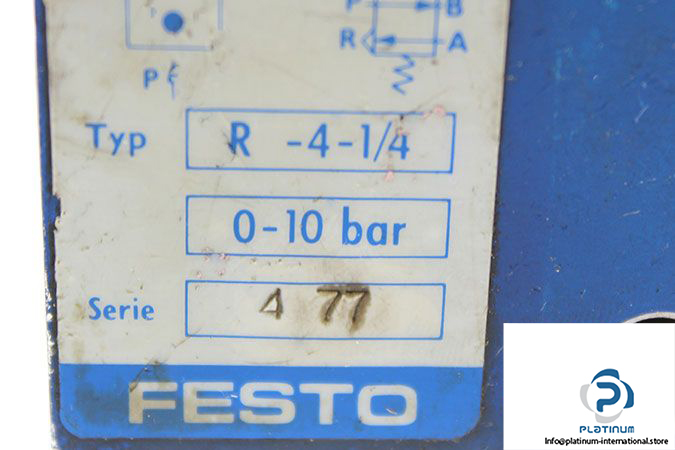 P B
R A
P
Typ R -4-1/4
0-10 bar
Serie 4 77
FESTO
PLATINUM
Info@platinum-international.store